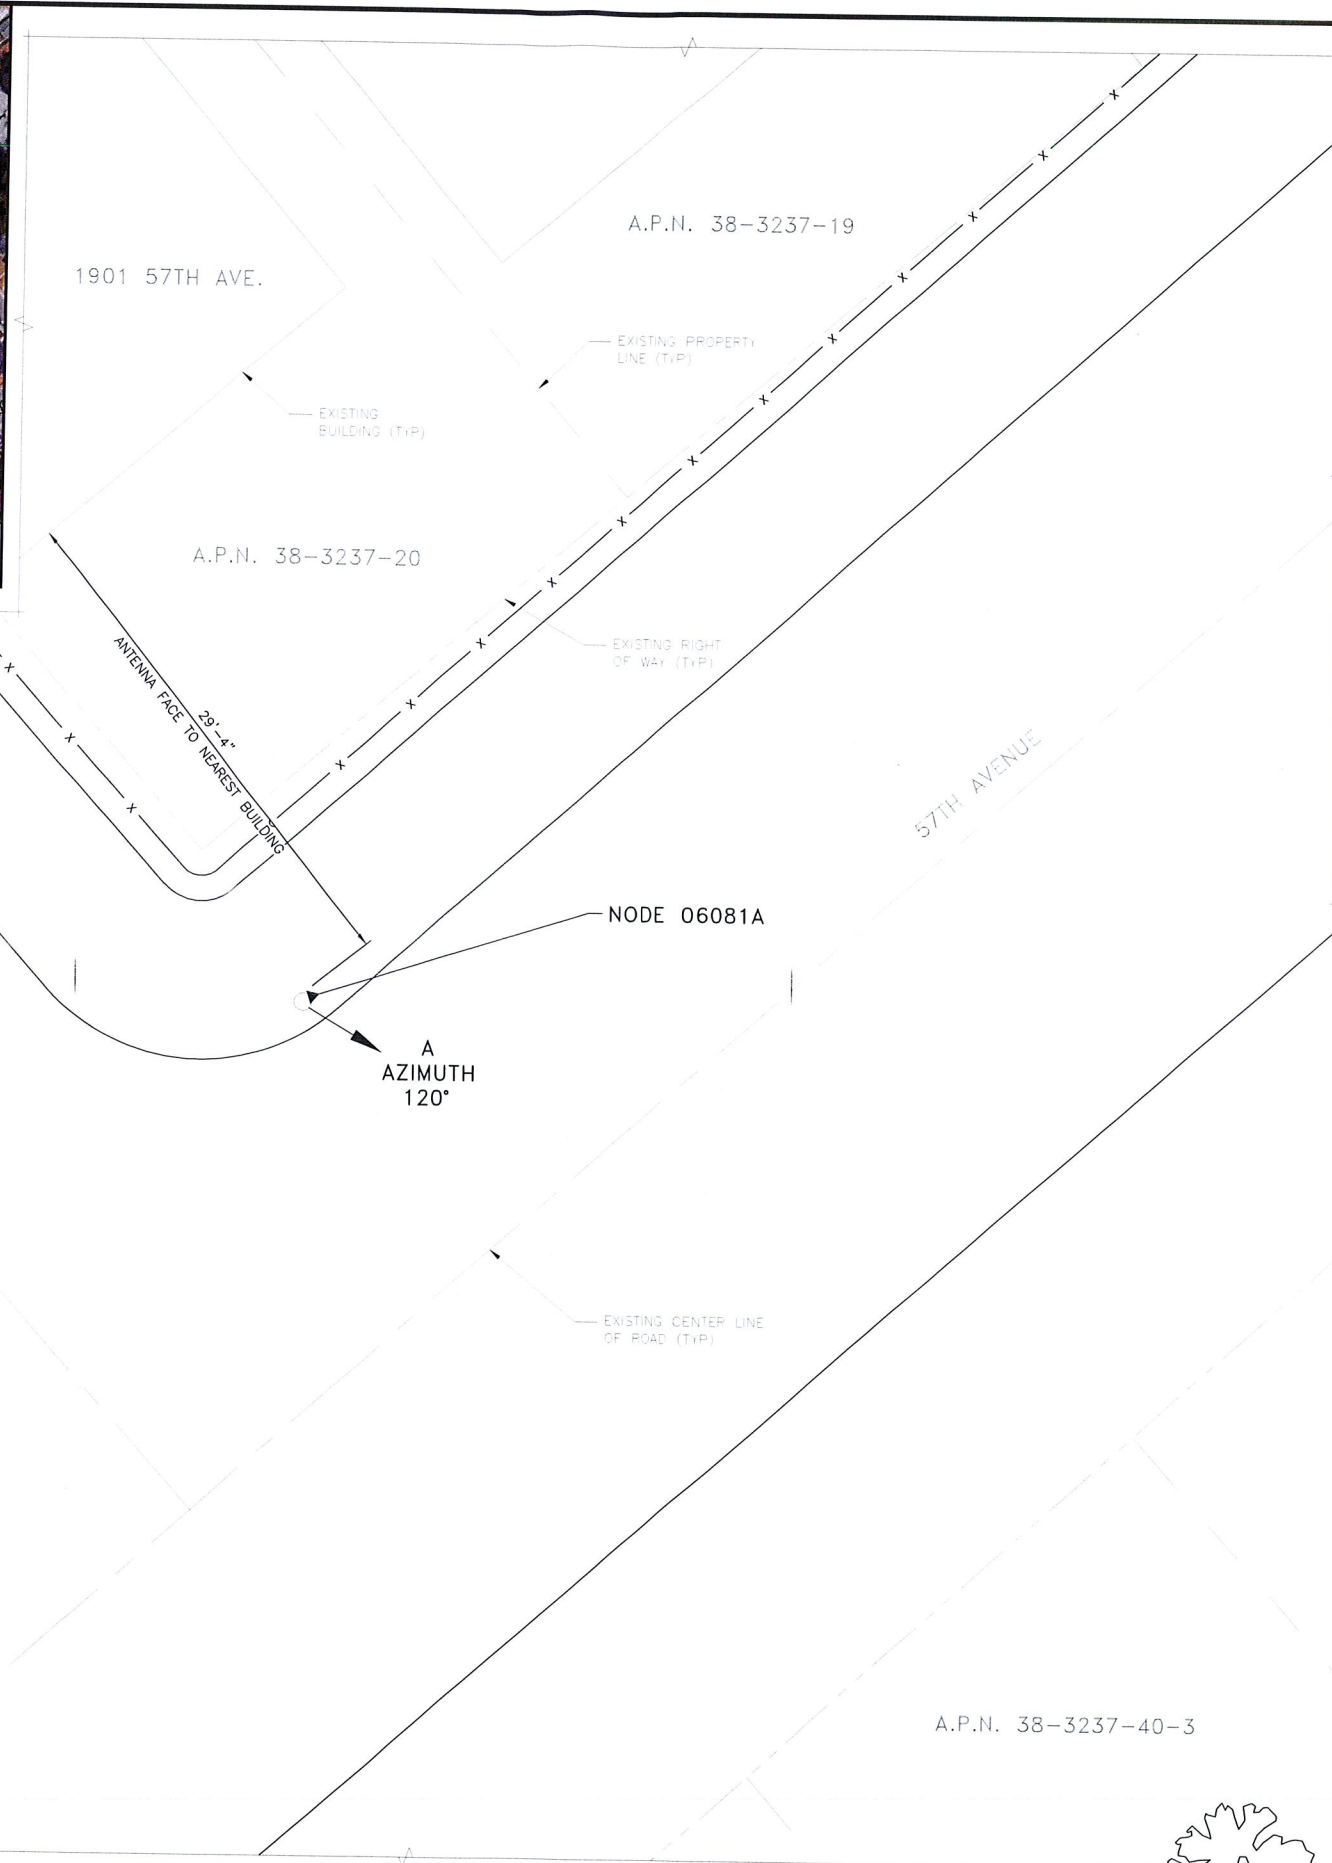 A.P.N. 38-3237-19
1901 57TH AVE.
EXISTING PROPERTY
LINE (TYP)
EXISTING
BUILDING (TYP)
A.P.N. 38-3237-20
EXISTING RIGHT
OF WAY (TYP)
29'-4"
ANTENNA FACE TO NEAREST BUILDING
57TH AVENUE
NODE 06081A
A
AZIMUTH
120°
EXISTING CENTER LINE
OF ROAD (TYP)
A.P.N. 38-3237-40-3